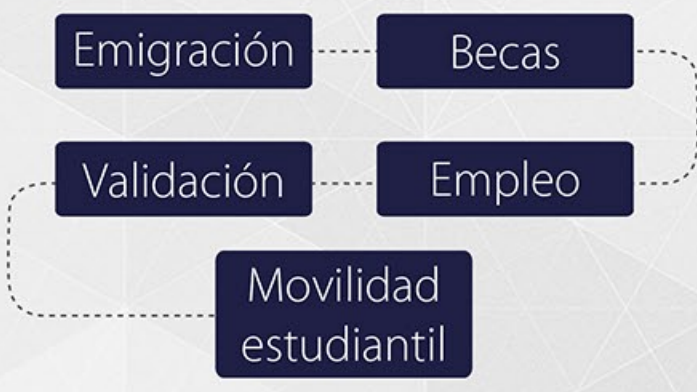 Emigración
Becas
Validación
Empleo
Movilidad
estudiantil